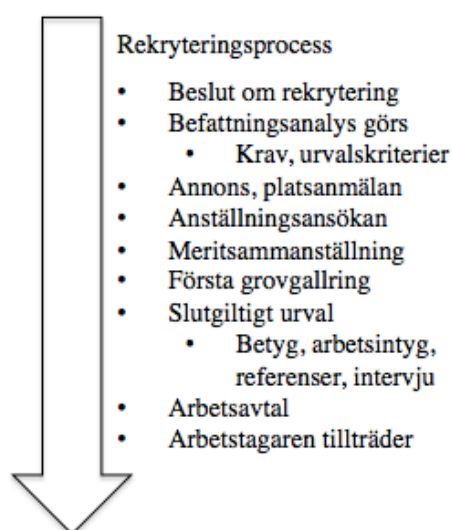 Rekryteringsprocess
• Beslut om rekrytering
• Befattningsanalys görs
• Krav, urvalskriterier
• Annons, platsanmälan
• Anställningsansökan
• Meritsammanställning
• Första grovgallring
• Slutgiltigt urval
• Betyg, arbetsintyg,
referenser, intervju
• Arbetsavtal
• Arbetstagaren tillträder